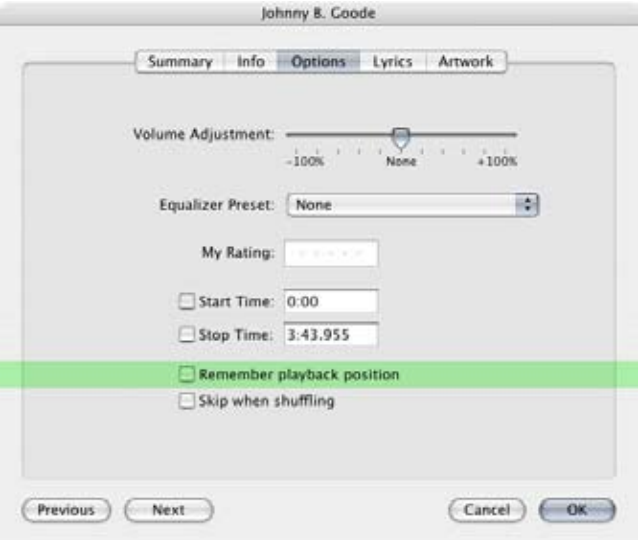 Johnny B. Goode
Summary Info Options Lyrics Artwork
Volume Adjustment:
-100% None +100%
Equalizer Preset: None
My Rating:
Start Time: 0:00
Stop Time: 3:43.955
Remember playback position
Skip when shuffling
Previous Next Cancel OK